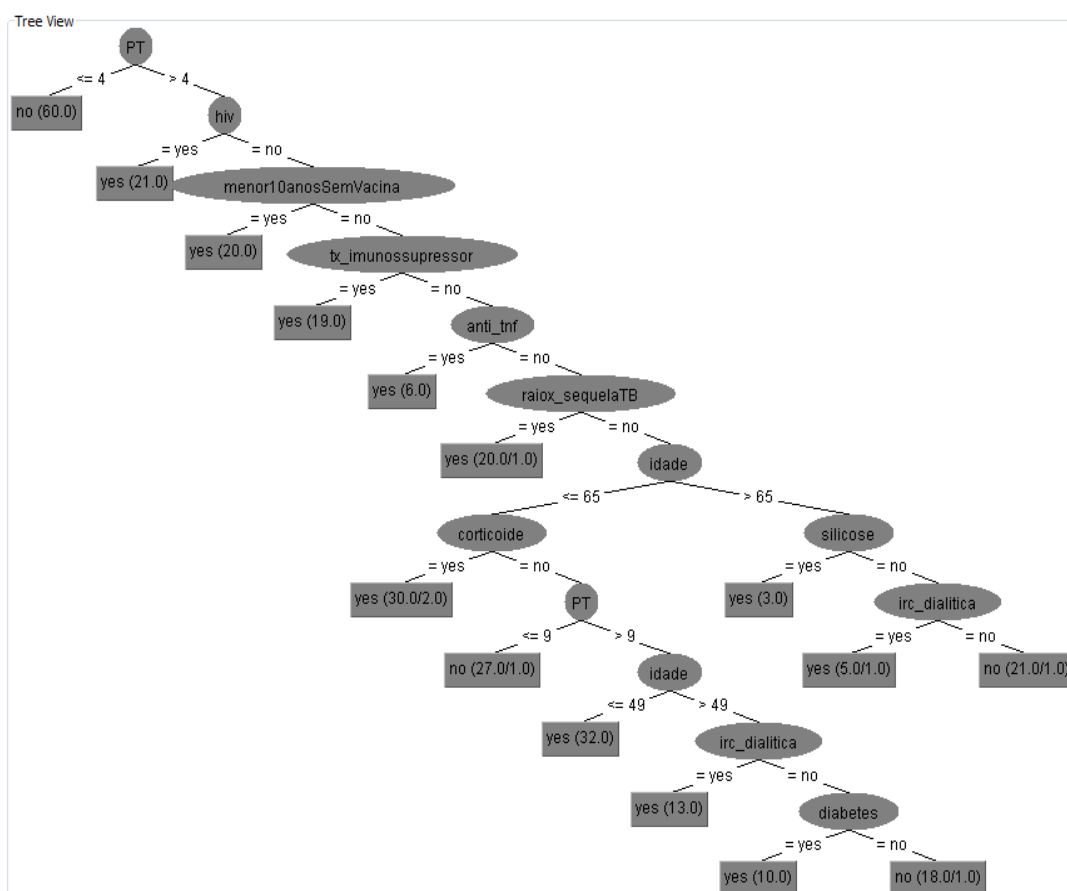 Tree View
PT
<= 4 > 4
no (60.0) hiv
= yes = no
yes (21.0) menor10anosSemVacina
= yes = no
yes (20.0) tx_imunossupressor
= yes = no
yes (19.0) anti_tnf
= yes = no
yes (6.0) raiox_sequelaTB
= yes = no
yes (20.0/1.0) idade
<= 65 > 65
corticoide silicose
= yes = no = yes = no
yes (30.0/2.0) PT yes (3.0) irc_dialitica
<= 9 > 9 = yes = no
no (27.0/1.0) idade yes (5.0/1.0) no (21.0/1.0)
<= 49 > 49
yes (32.0) irc_dialitica
= yes = no
yes (13.0) diabetes
= yes = no
yes (10.0) no (18.0/1.0)